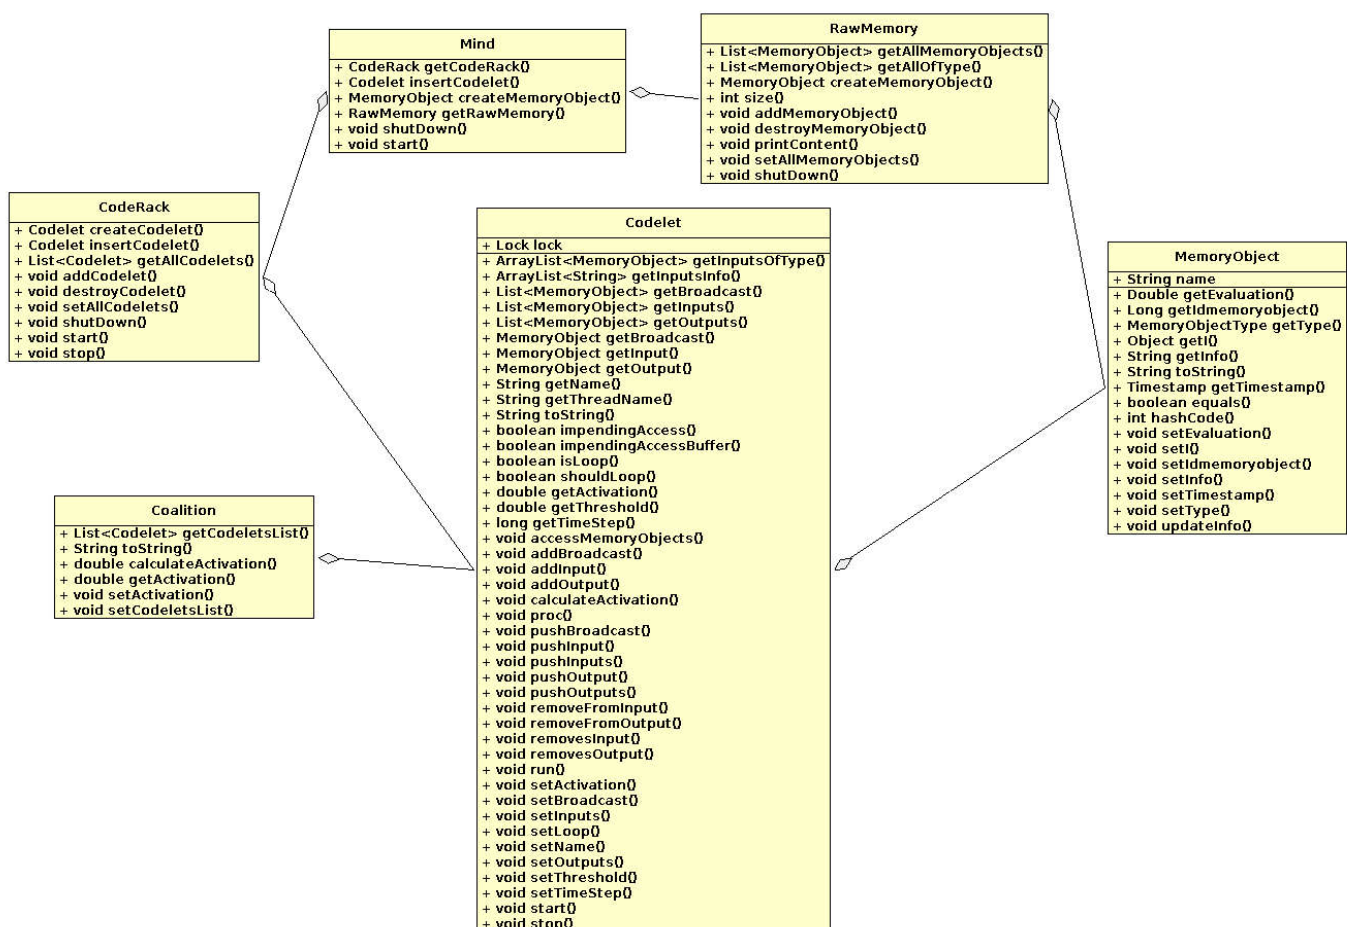 Mind
+ CodeRack getCodeRack()
+ Codelet insertCodelet()
+ MemoryObject createMemoryObject()
+ RawMemory getRawMemory()
+ void shutDown()
+ void start()
RawMemory
+ List<MemoryObject> getAllMemoryObjects()
+ List<MemoryObject> getAllOfType()
+ MemoryObject createMemoryObject()
+ int size()
+ void addMemoryObject()
+ void destroyMemoryObject()
+ void printContent()
+ void setAllMemoryObjects()
+ void shutDown()
CodeRack
+ Codelet createCodelet()
+ Codelet insertCodelet()
+ List<Codelet> getAllCodelets()
+ void addCodelet()
+ void destroyCodelet()
+ void setAllCodelets()
+ void shutDown()
+ void start()
+ void stop()
Codelet
+ Lock lock
+ ArrayList<MemoryObject> getInputsOfType()
+ ArrayList<String> getInputsInfo()
+ List<MemoryObject> getBroadcast()
+ List<MemoryObject> getInputs()
+ List<MemoryObject> getOutputs()
+ MemoryObject getBroadcast()
+ MemoryObject getInput()
+ MemoryObject getOutput()
+ String getName()
+ String getThreadName()
+ String toString()
+ boolean impendingAccess()
+ boolean impendingAccessBuffer()
+ boolean isLoop()
+ boolean shouldLoop()
+ double getActivation()
+ double getThreshold()
+ long getTimeStep()
+ void accessMemoryObjects()
+ void addBroadcast()
+ void addInput()
+ void addOutput()
+ void calculateActivation()
+ void proc()
+ void pushBroadcast()
+ void pushInput()
+ void pushInputs()
+ void pushOutput()
+ void pushOutputs()
+ void removeFromInput()
+ void removeFromOutput()
+ void removesInput()
+ void removesOutput()
+ void run()
+ void setActivation()
+ void setBroadcast()
+ void setInputs()
+ void setLoop()
+ void setName()
+ void setOutputs()
+ void setThreshold()
+ void setTimeStep()
+ void start()
+ void stop()
MemoryObject
+ String name
+ Double getEvaluation()
+ Long getIdmemoryobject()
+ MemoryObjectType getType()
+ Object getI()
+ String getInfo()
+ String toString()
+ Timestamp getTimestamp()
+ boolean equals()
+ int hashCode()
+ void setEvaluation()
+ void setI()
+ void setIdmemoryobject()
+ void setInfo()
+ void setTimestamp()
+ void setType()
+ void updateInfo()
Coalition
+ List<Codelet> getCodeletsList()
+ String toString()
+ double calculateActivation()
+ double getActivation()
+ void setActivation()
+ void setCodeletsList()